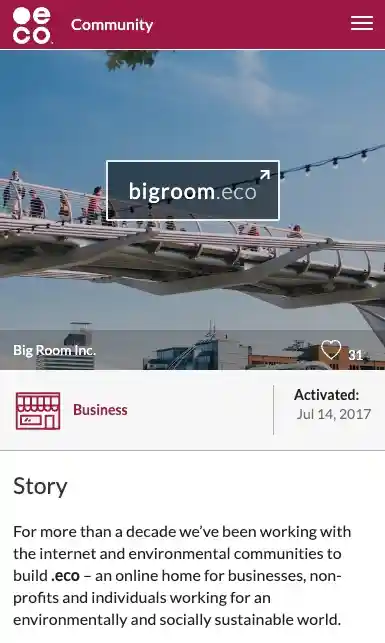 eco
Community
bigroom.eco
Big Room Inc.
31
Business
Activated:
Jul 14, 2017
Story
For more than a decade we’ve been working with
the internet and environmental communities to
build .eco – an online home for businesses, non-
profits and individuals working for an
environmentally and socially sustainable world.